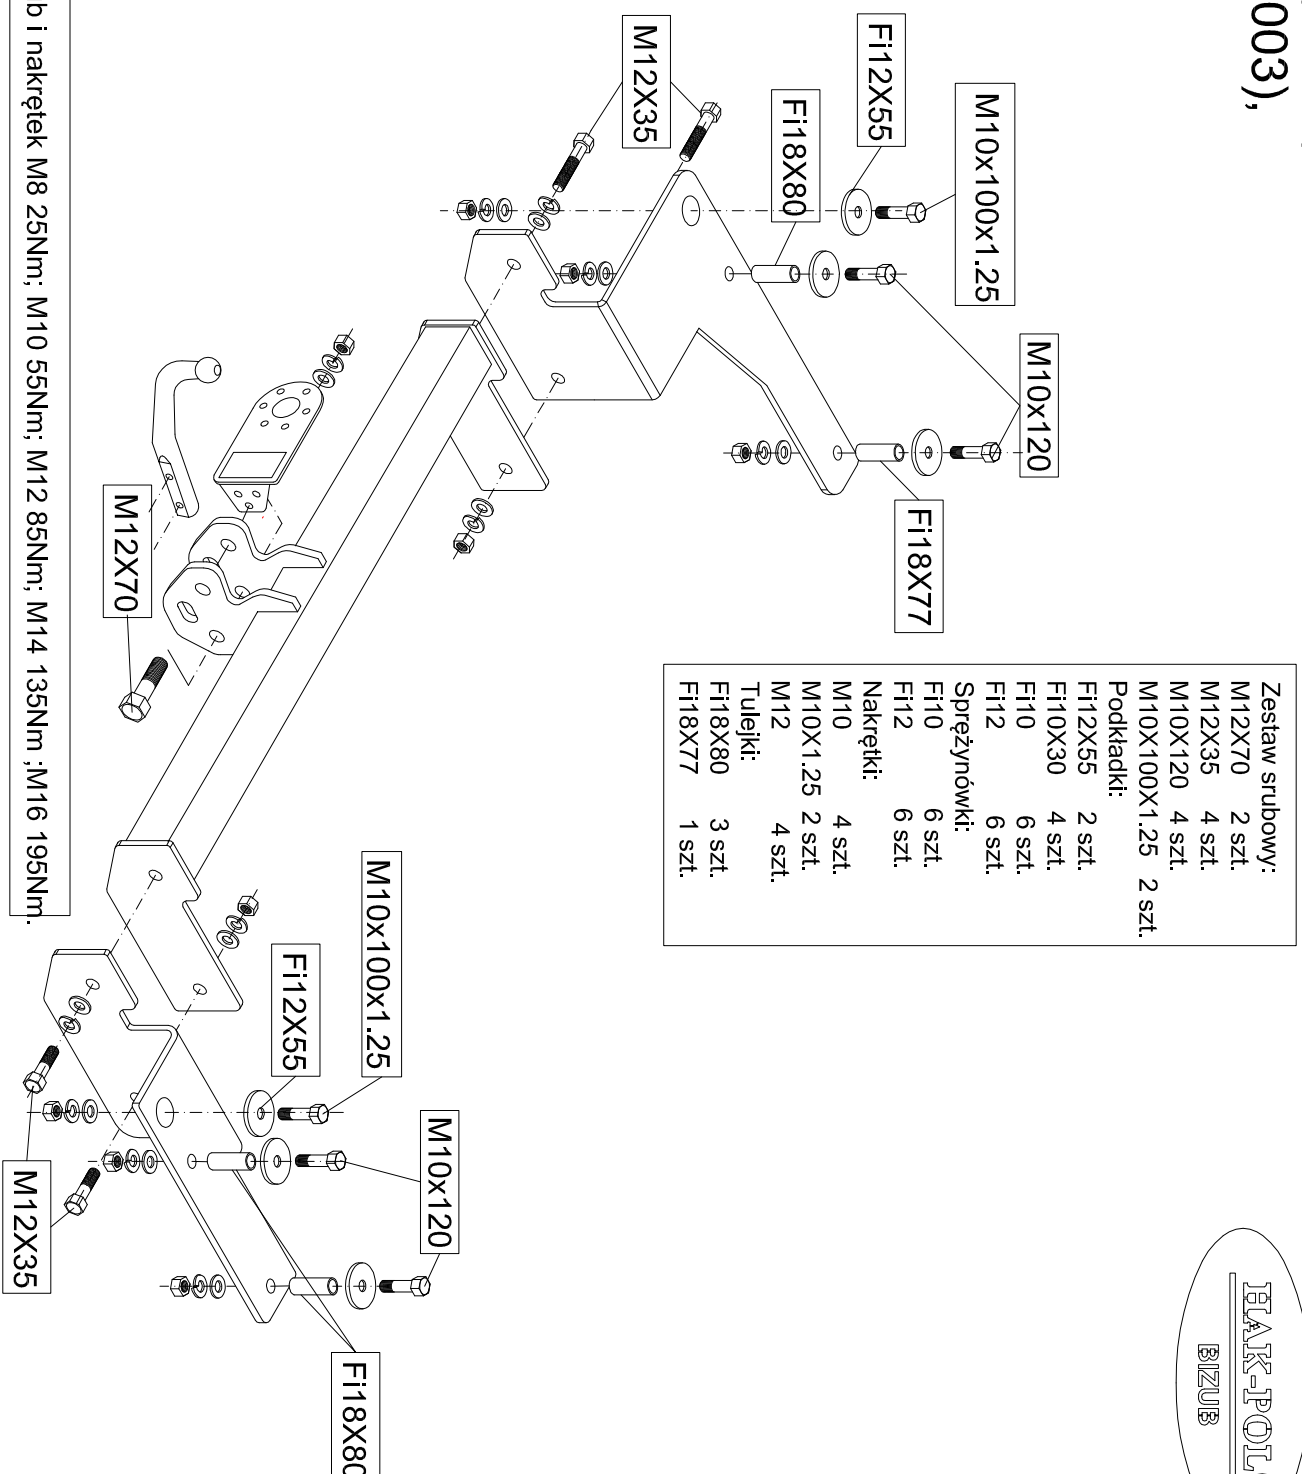 003),
M10x100x1.25
Fi12X55
Fi18X80
M12X35
M10x120
Fi18X77
M12X70
Zestaw srubowy:
M12X70 2 szt.
M12X35 4 szt.
M10X120 4 szt.
M10X100X1.25 2 szt.
Podkładki:
Fi12X55 2 szt.
Fi10X30 4 szt.
Fi10 6 szt.
Fi12 6 szt.
Sprężynówki:
Fi10 6 szt.
Fi12 6 szt.
Nakrętki:
M10 4 szt.
M10X1.25 2 szt.
M12 4 szt.
Tulejki:
Fi18X80 3 szt.
Fi18X77 1 szt.
M10x100x1.25
Fi12X55
M10x120
M12X35
Fi18X80
HAK-POL
BIZUB
b i nakrętek M8 25Nm; M10 55Nm; M12 85Nm; M14 135Nm ;M16 195Nm.